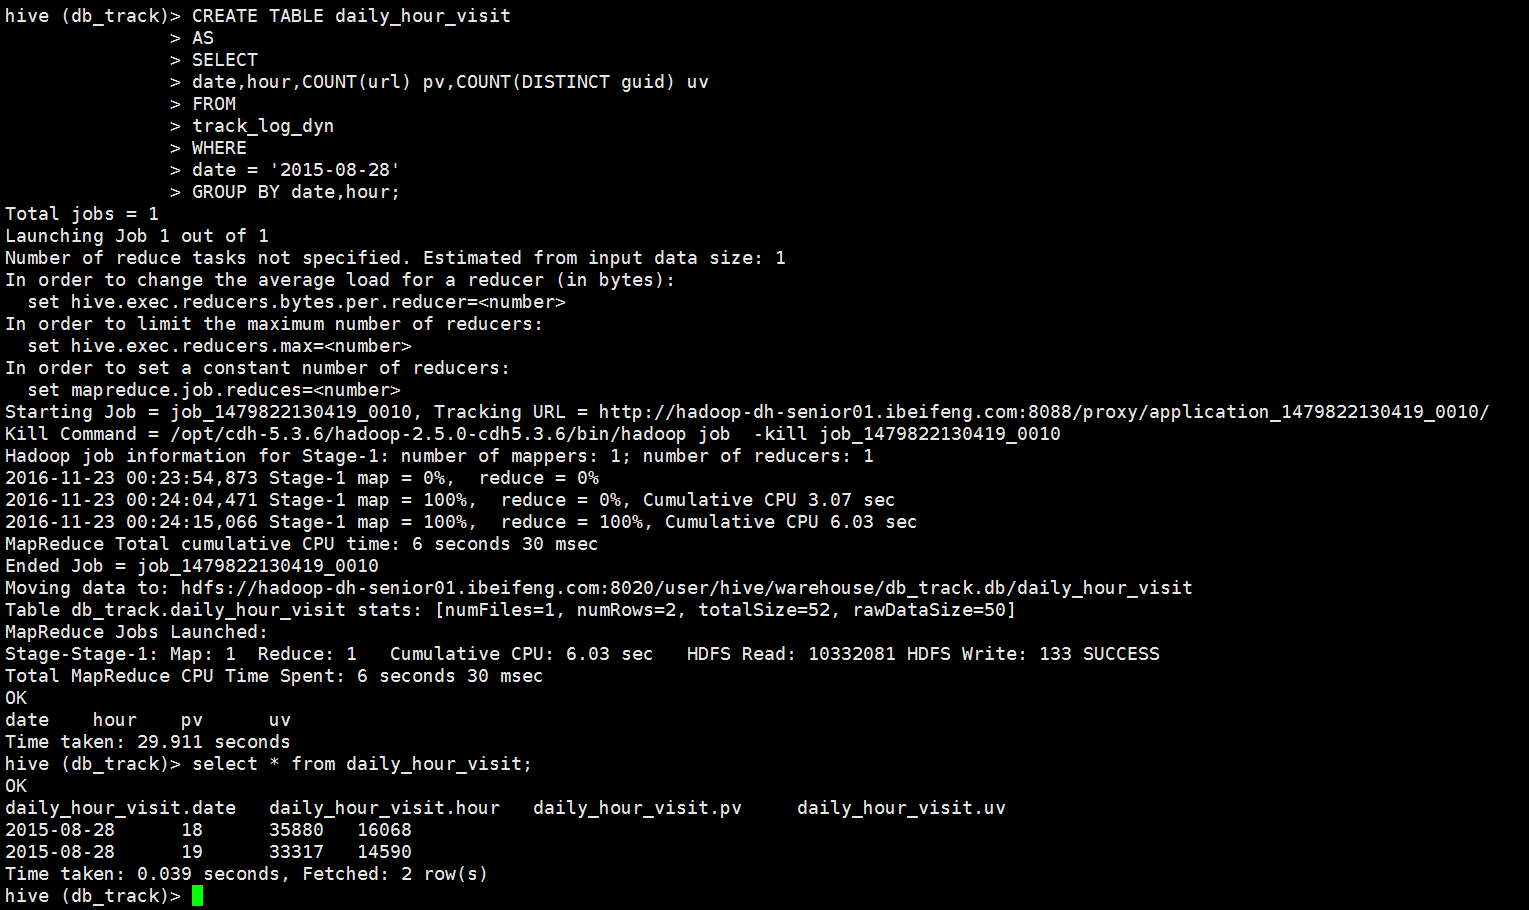 hive (db_track)> CREATE TABLE daily_hour_visit
> AS
> SELECT
> date,hour,COUNT(url) pv,COUNT(DISTINCT guid) uv
> FROM
> track_log_dyn
> WHERE
> date = '2015-08-28'
> GROUP BY date,hour;
Total jobs = 1
Launching Job 1 out of 1
Number of reduce tasks not specified. Estimated from input data size: 1
In order to change the average load for a reducer (in bytes):
  set hive.exec.reducers.bytes.per.reducer=<number>
In order to limit the maximum number of reducers:
  set hive.exec.reducers.max=<number>
In order to set a constant number of reducers:
  set mapreduce.job.reduces=<number>
Starting Job = job_1479822130419_0010, Tracking URL = http://hadoop-dh-senior01.ibeifeng.com:8088/proxy/application_1479822130419_0010/
Kill Command = /opt/cdh-5.3.6/hadoop-2.5.0-cdh5.3.6/bin/hadoop job  -kill job_1479822130419_0010
Hadoop job information for Stage-1: number of mappers: 1; number of reducers: 1
2016-11-23 00:23:54,873 Stage-1 map = 0%,  reduce = 0%
2016-11-23 00:24:04,471 Stage-1 map = 100%,  reduce = 0%, Cumulative CPU 3.07 sec
2016-11-23 00:24:15,066 Stage-1 map = 100%,  reduce = 100%, Cumulative CPU 6.03 sec
MapReduce Total cumulative CPU time: 6 seconds 30 msec
Ended Job = job_1479822130419_0010
Moving data to: hdfs://hadoop-dh-senior01.ibeifeng.com:8020/user/hive/warehouse/db_track.db/daily_hour_visit
Table db_track.daily_hour_visit stats: [numFiles=1, numRows=2, totalSize=52, rawDataSize=50]
MapReduce Jobs Launched:
Stage-Stage-1: Map: 1  Reduce: 1   Cumulative CPU: 6.03 sec   HDFS Read: 10332081 HDFS Write: 133 SUCCESS
Total MapReduce CPU Time Spent: 6 seconds 30 msec
OK
date    hour    pv      uv
Time taken: 29.911 seconds
hive (db_track)> select * from daily_hour_visit;
OK
daily_hour_visit.date   daily_hour_visit.hour   daily_hour_visit.pv     daily_hour_visit.uv
2015-08-28      18      35880   16068
2015-08-28      19      33317   14590
Time taken: 0.039 seconds, Fetched: 2 row(s)
hive (db_track)>